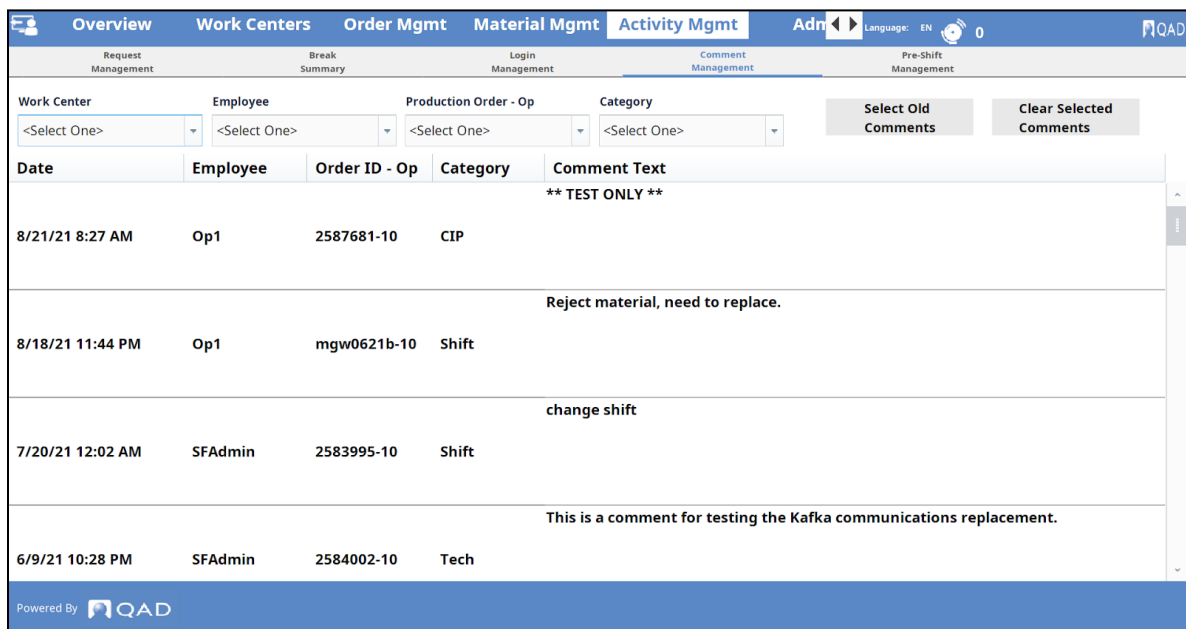 Overview Work Centers Order Mgmt Material Mgmt Activity Mgmt Adm Language: EN 0 QAD
Request Management Break Summary Login Management Comment Management Pre-Shift Management
Work Center Employee Production Order - Op Category
<Select One> <Select One> <Select One> <Select One> Select Old Comments Clear Selected Comments
Date Employee Order ID - Op Category Comment Text
** TEST ONLY **
8/21/21 8:27 AM Op1 2587681-10 CIP
Reject material, need to replace.
8/18/21 11:44 PM Op1 mgw0621b-10 Shift
change shift
7/20/21 12:02 AM SFAdmin 2583995-10 Shift
This is a comment for testing the Kafka communications replacement.
6/9/21 10:28 PM SFAdmin 2584002-10 Tech
Powered By QAD